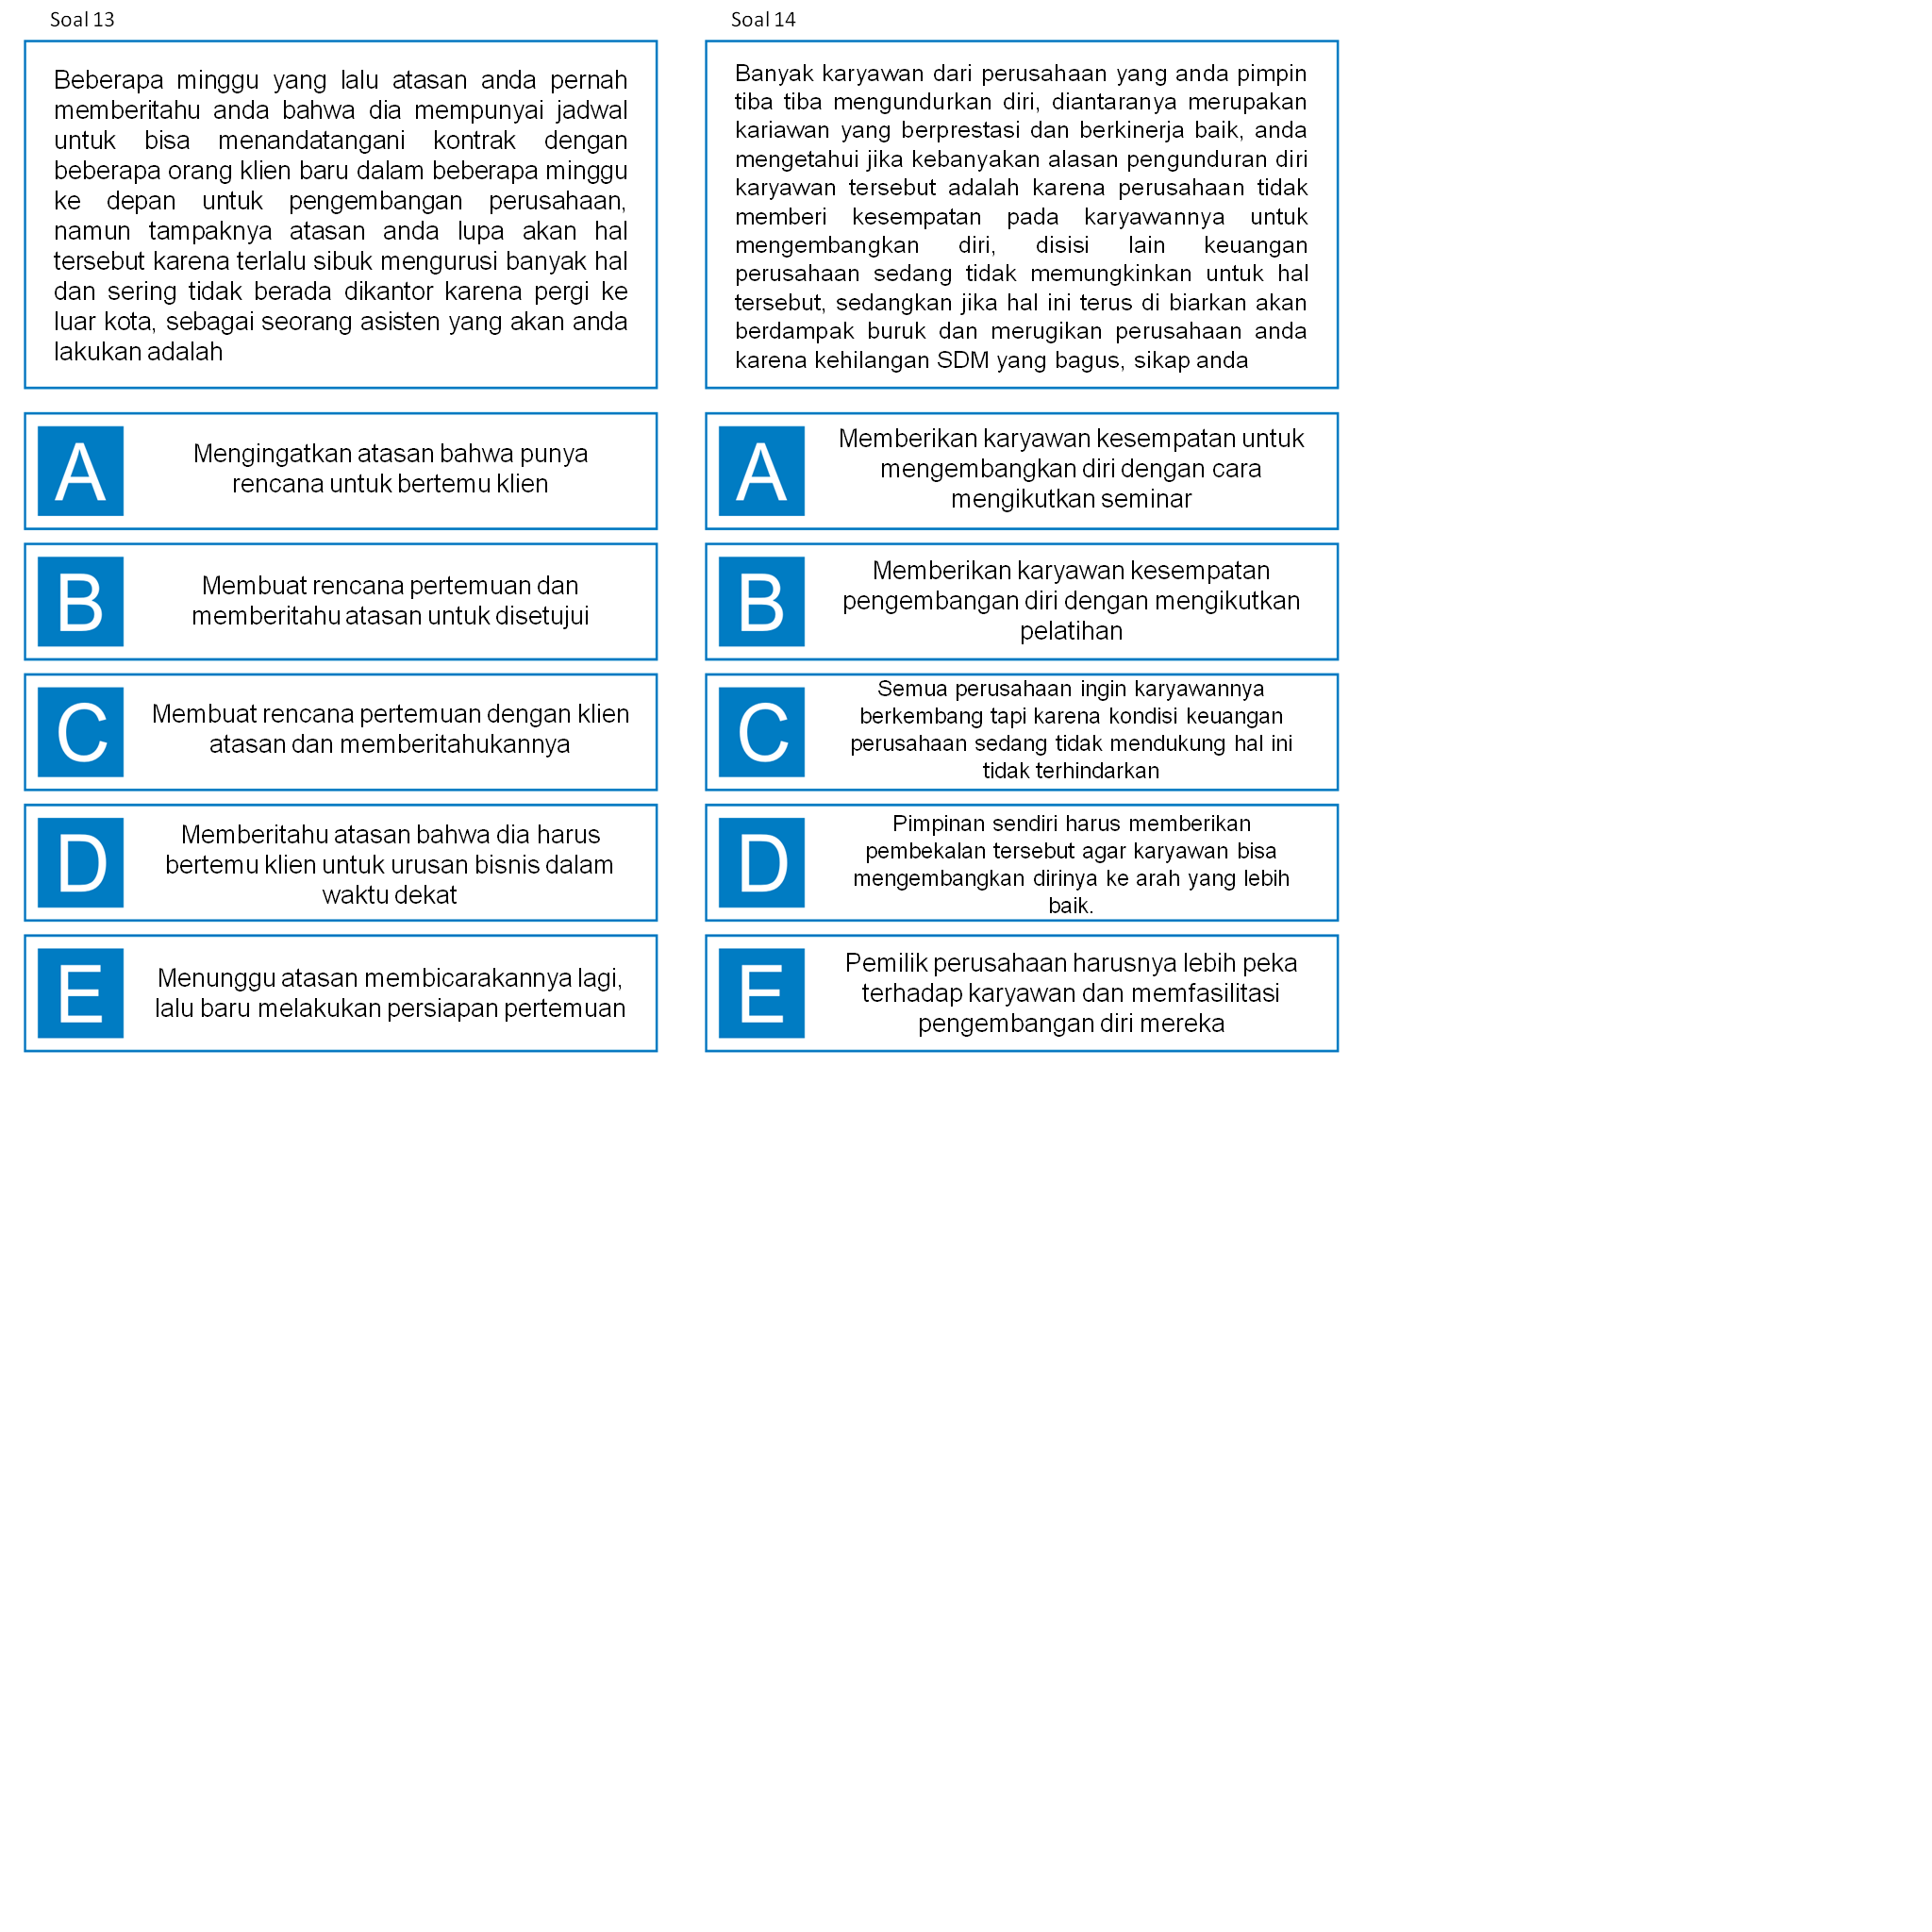 Soal 13
Beberapa minggu yang lalu atasan anda pernah
memberitahu anda bahwa dia mempunyai jadwal
untuk bisa menandatangani kontrak dengan
beberapa orang klien baru dalam beberapa minggu
ke depan untuk pengembangan perusahaan,
namun tampaknya atasan anda lupa akan hal
tersebut karena terlalu sibuk mengurusi banyak hal
dan sering tidak berada dikantor karena pergi ke
luar kota, sebagai seorang asisten yang akan anda
lakukan adalah
A
Mengingatkan atasan bahwa punya
rencana untuk bertemu klien
B
Membuat rencana pertemuan dan
memberitahu atasan untuk disetujui
C
Membuat rencana pertemuan dengan klien
atasan dan memberitahukannya
D
Memberitahu atasan bahwa dia harus
bertemu klien untuk urusan bisnis dalam
waktu dekat
E
Menunggu atasan membicarakannya lagi,
lalu baru melakukan persiapan pertemuan
Soal 14
Banyak karyawan dari perusahaan yang anda pimpin
tiba tiba mengundurkan diri, diantaranya merupakan
kariawan yang berprestasi dan berkinerja baik, anda
mengetahui jika kebanyakan alasan pengunduran diri
karyawan tersebut adalah karena perusahaan tidak
memberi kesempatan pada karyawannya untuk
mengembangkan diri, disisi lain keuangan
perusahaan sedang tidak memungkinkan untuk hal
tersebut, sedangkan jika hal ini terus di biarkan akan
berdampak buruk dan merugikan perusahaan anda
karena kehilangan SDM yang bagus, sikap anda
A
Memberikan karyawan kesempatan untuk
mengembangkan diri dengan cara
mengikutkan seminar
B
Memberikan karyawan kesempatan
pengembangan diri dengan mengikutkan
pelatihan
C
Semua perusahaan ingin karyawannya
berkembang tapi karena kondisi keuangan
perusahaan sedang tidak mendukung hal ini
tidak terhindarkan
D
Pimpinan sendiri harus memberikan
pembekalan tersebut agar karyawan bisa
mengembangkan dirinya ke arah yang lebih
baik.
E
Pemilik perusahaan harusnya lebih peka
terhadap karyawan dan memfasilitasi
pengembangan diri mereka